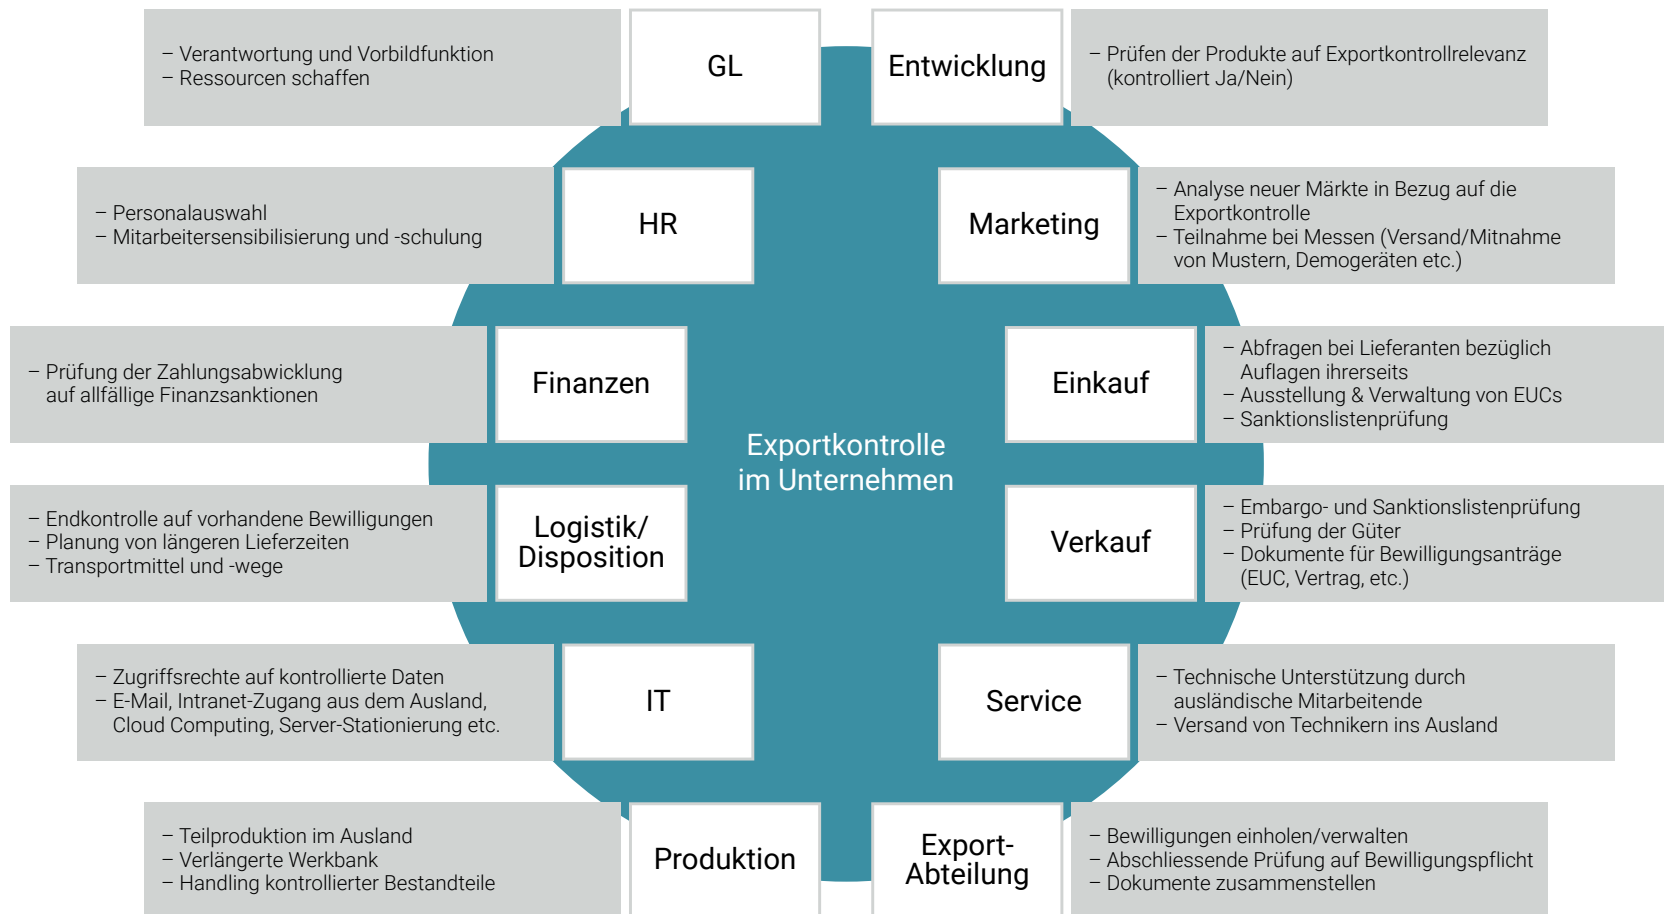 – Verantwortung und Vorbildfunktion
– Ressourcen schaffen
GL
Entwicklung
– Prüfen der Produkte auf Exportkontrollrelevanz
(kontrolliert Ja/Nein)
– Personalauswahl
– Mitarbeitersensibilisierung und -schulung
HR
Marketing
– Analyse neuer Märkte in Bezug auf die
Exportkontrolle
– Teilnahme bei Messen (Versand/Mitnahme
von Mustern, Demogeräten etc.)
– Prüfung der Zahlungsabwicklung
auf allfällige Finanzsanktionen
Finanzen
Einkauf
– Abfragen bei Lieferanten bezüglich
Auflagen ihrerseits
– Ausstellung & Verwaltung von EUCs
– Sanktionslistenprüfung
Exportkontrolle
im Unternehmen
– Endkontrolle auf vorhandene Bewilligungen
– Planung von längeren Lieferzeiten
– Transportmittel und -wege
Logistik/
Disposition
Verkauf
– Embargo- und Sanktionslistenprüfung
– Prüfung der Güter
– Dokumente für Bewilligungsanträge
(EUC, Vertrag, etc.)
– Zugriffsrechte auf kontrollierte Daten
– E-Mail, Intranet-Zugang aus dem Ausland,
Cloud Computing, Server-Stationierung etc.
IT
Service
– Technische Unterstützung durch
ausländische Mitarbeitende
– Versand von Technikern ins Ausland
– Teilproduktion im Ausland
– Verlängerte Werkbank
– Handling kontrollierter Bestandteile
Produktion
Export-
Abteilung
– Bewilligungen einholen/verwalten
– Abschliessende Prüfung auf Bewilligungspflicht
– Dokumente zusammenstellen